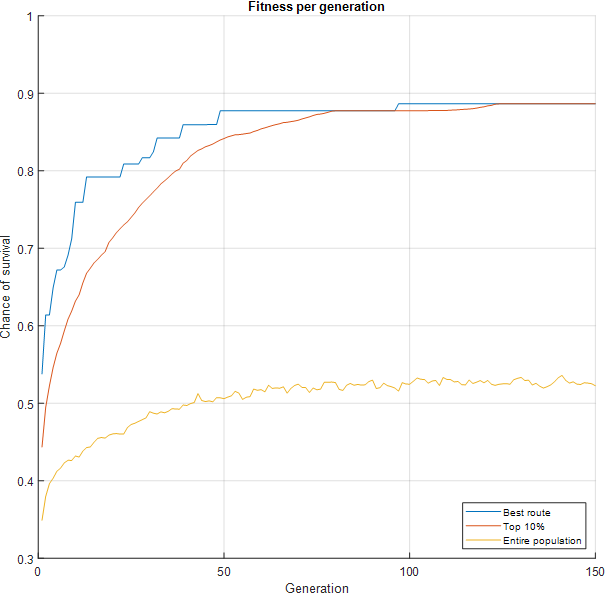 Fitness per generation
1
0.9
0.8
0.7
0.6
0.5
0.4
0.3
Chance of survival
0
50
100
150
Generation
Best route
Top 10%
Entire population